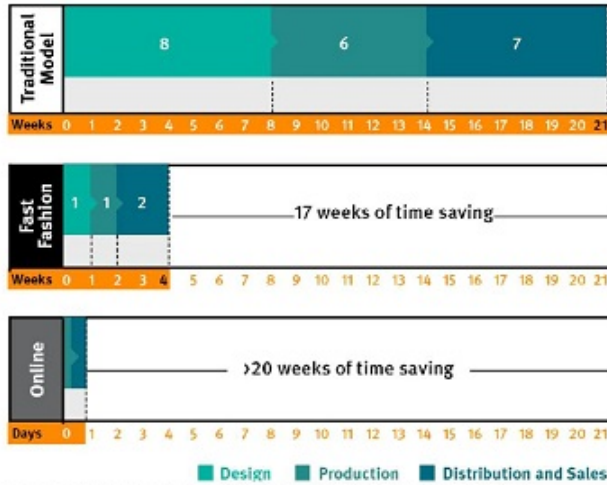 Traditional Model
8 6 7
Weeks 0 1 2 3 4 5 6 7 8 9 10 11 12 13 14 15 16 17 18 19 20 21
Fast Fashion
1 1 2
17 weeks of time saving
Weeks 0 1 2 3 4 5 6 7 8 9 10 11 12 13 14 15 16 17 18 19 20 21
Online
>20 weeks of time saving
Days 0 1 2 3 4 5 6 7 8 9 10 11 12 13 14 15 16 17 18 19 20 21
Design Production Distribution and Sales